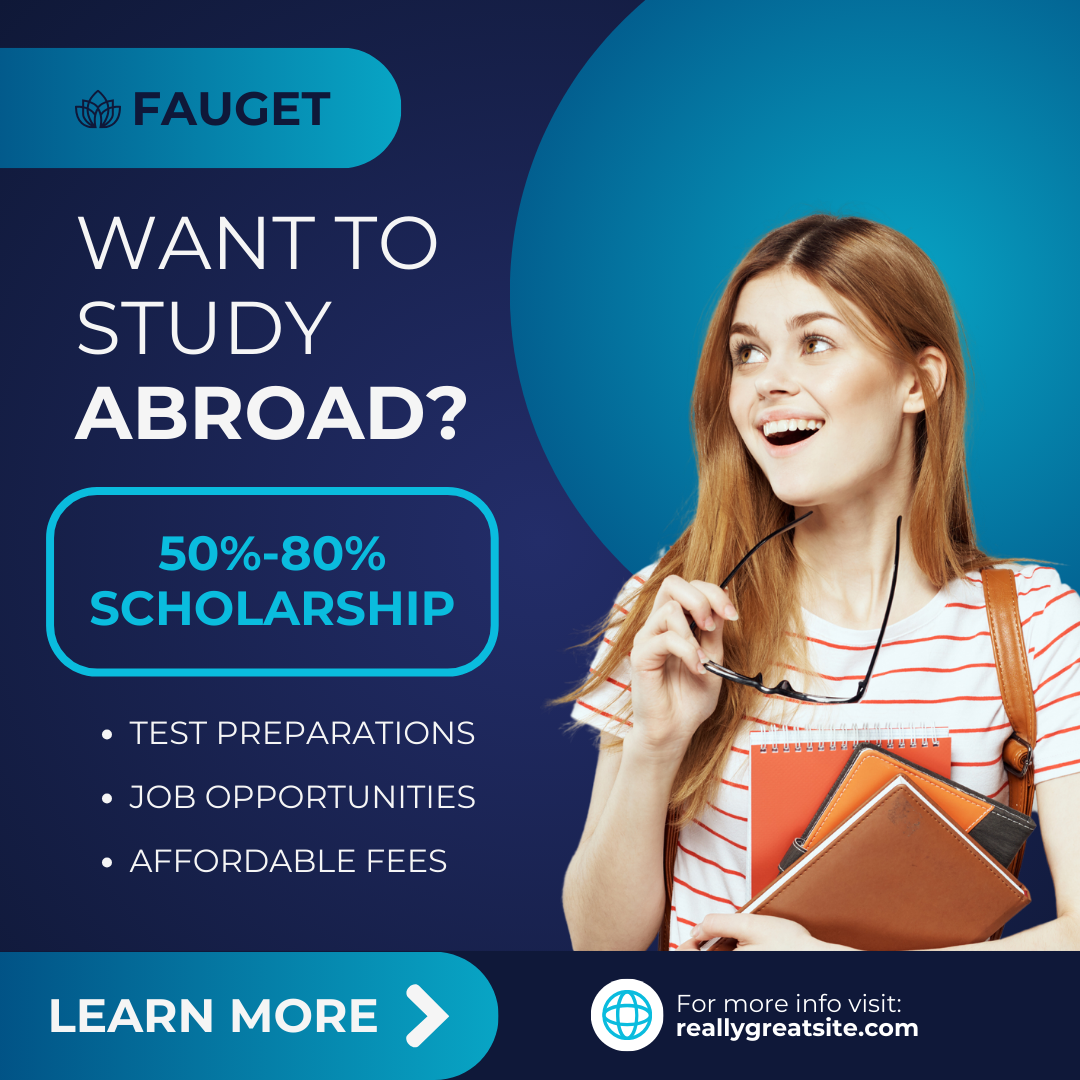 FAUGET
WANT TO
STUDY
ABROAD?
50%-80%
SCHOLARSHIP
• TEST PREPARATIONS
• JOB OPPORTUNITIES
• AFFORDABLE FEES
LEARN MORE
For more info visit:
reallygreatsite.com